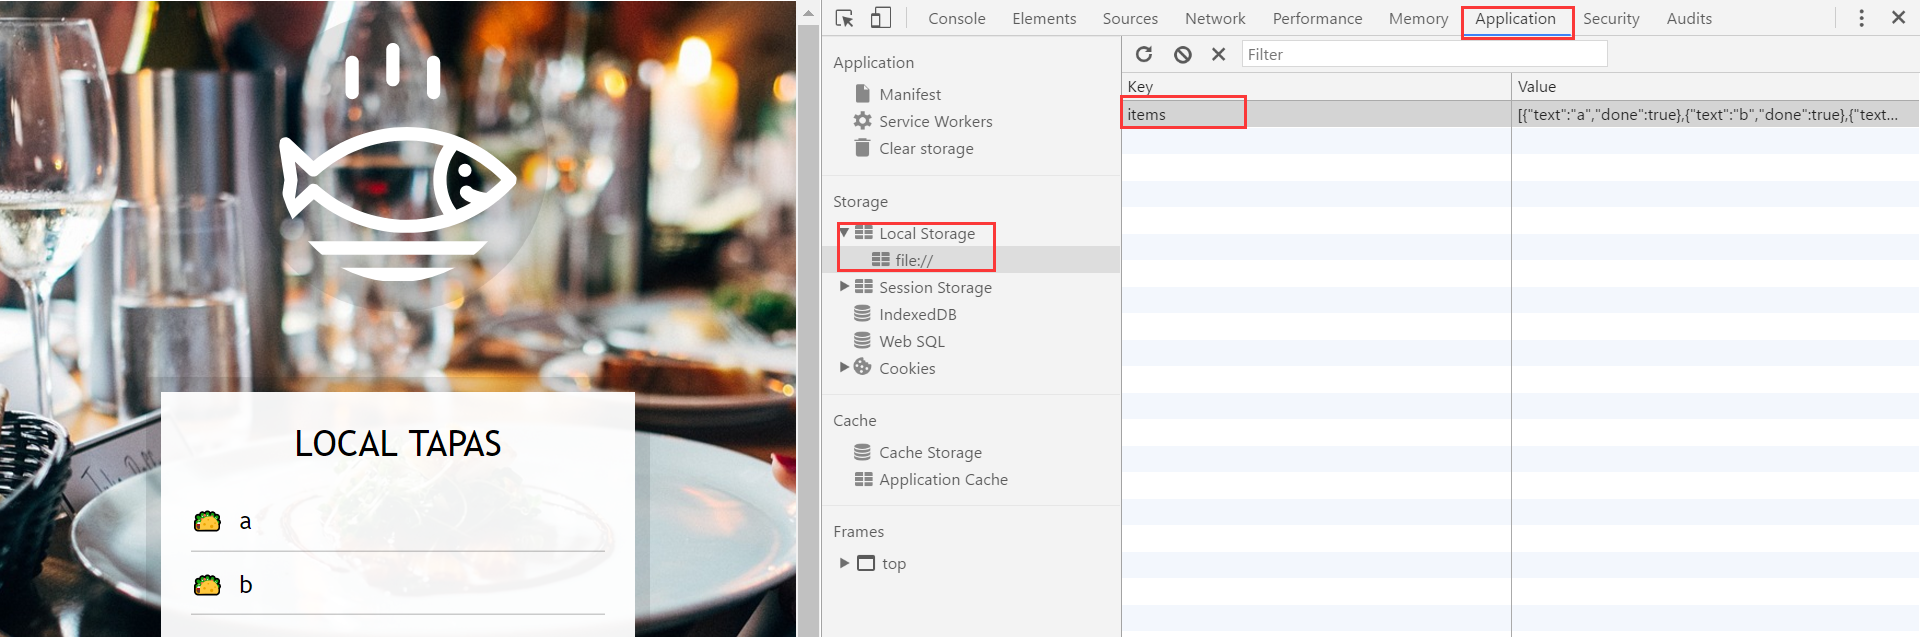 Console Elements Sources Network Performance Memory Application Security Audits
Filter
Application
Manifest
Service Workers
Clear storage
Storage
Local Storage
file://
Session Storage
IndexedDB
Web SQL
Cookies
Cache
Cache Storage
Application Cache
Frames
top
Key Value
items [{"text":"a","done":true},{"text":"b","done":true},{"text...
LOCAL TAPAS
a
b